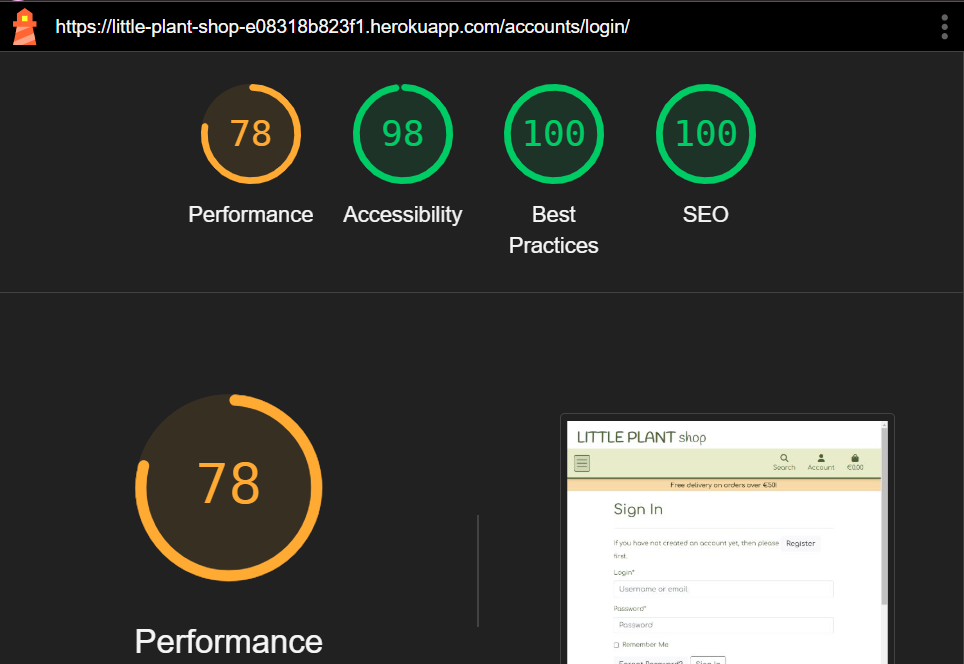 https://little-plant-shop-e08318b823f1.herokuapp.com/accounts/login/
78
98
100
100
Performance
Accessibility
Best
Practices
SEO
78
Performance
LITTLE PLANT shop
Search
Account
€0.00
Free delivery on orders over €50!
Sign In
If you have not created an account yet, then please Register
first.
Login*
Username or email
Password*
Password
Remember Me
Forgot Password?
Sign In